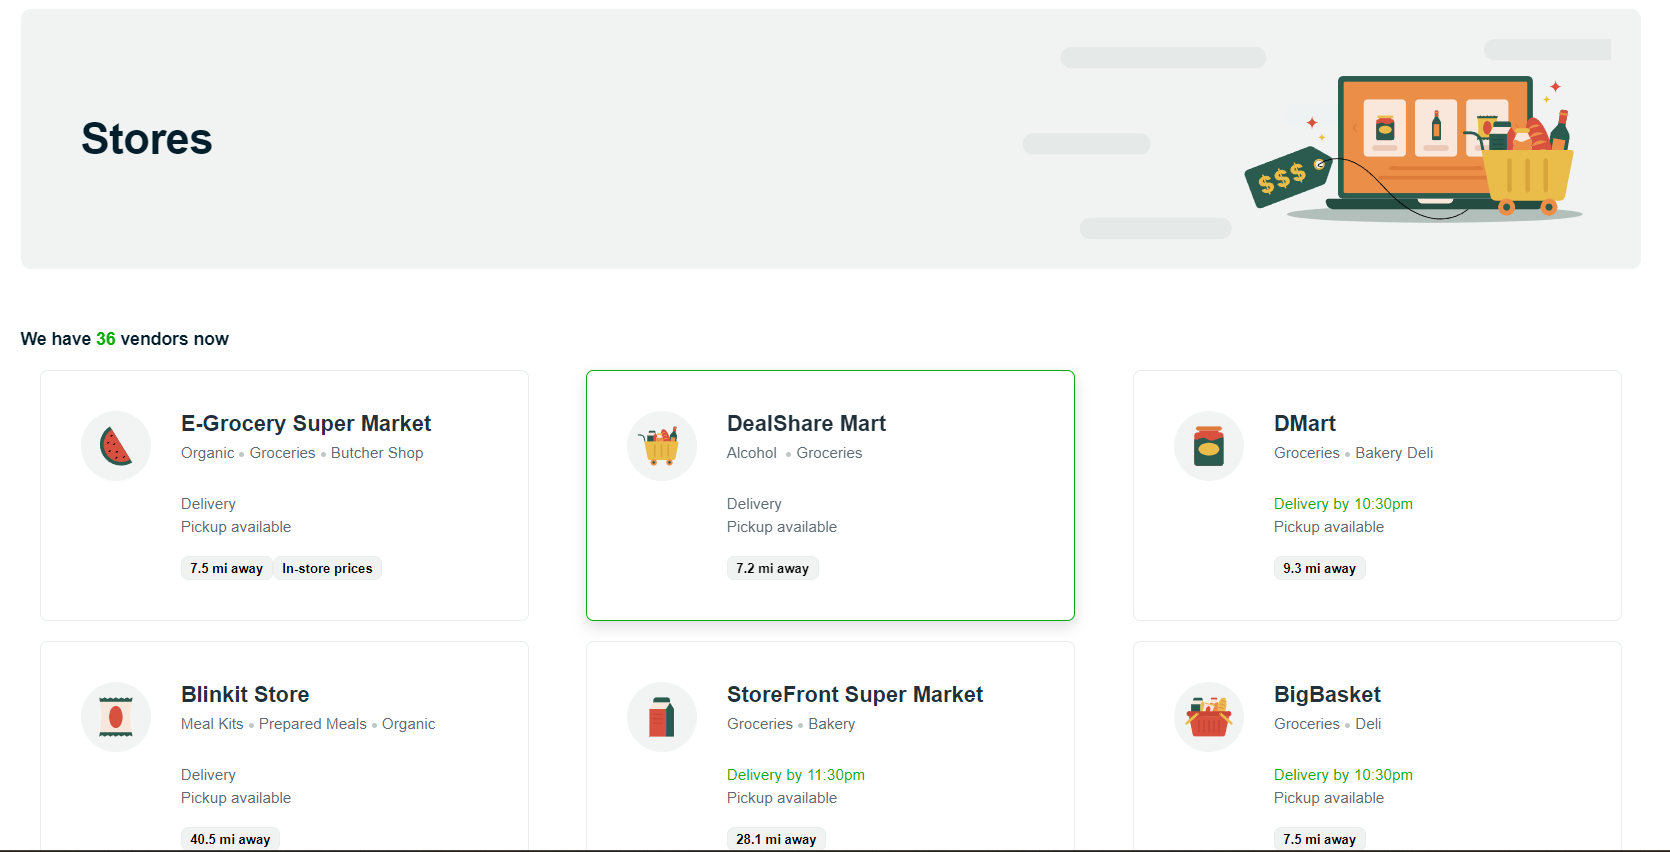 Stores
$$$
We have 36 vendors now
E-Grocery Super Market
Organic • Groceries • Butcher Shop
Delivery
Pickup available
7.5 mi away In-store prices
DealShare Mart
Alcohol • Groceries
Delivery
Pickup available
7.2 mi away
DMart
Groceries • Bakery Deli
Delivery by 10:30pm
Pickup available
9.3 mi away
Blinkit Store
Meal Kits • Prepared Meals • Organic
Delivery
Pickup available
40.5 mi away
StoreFront Super Market
Groceries • Bakery
Delivery by 11:30pm
Pickup available
28.1 mi away
BigBasket
Groceries • Deli
Delivery by 10:30pm
Pickup available
7.5 mi away